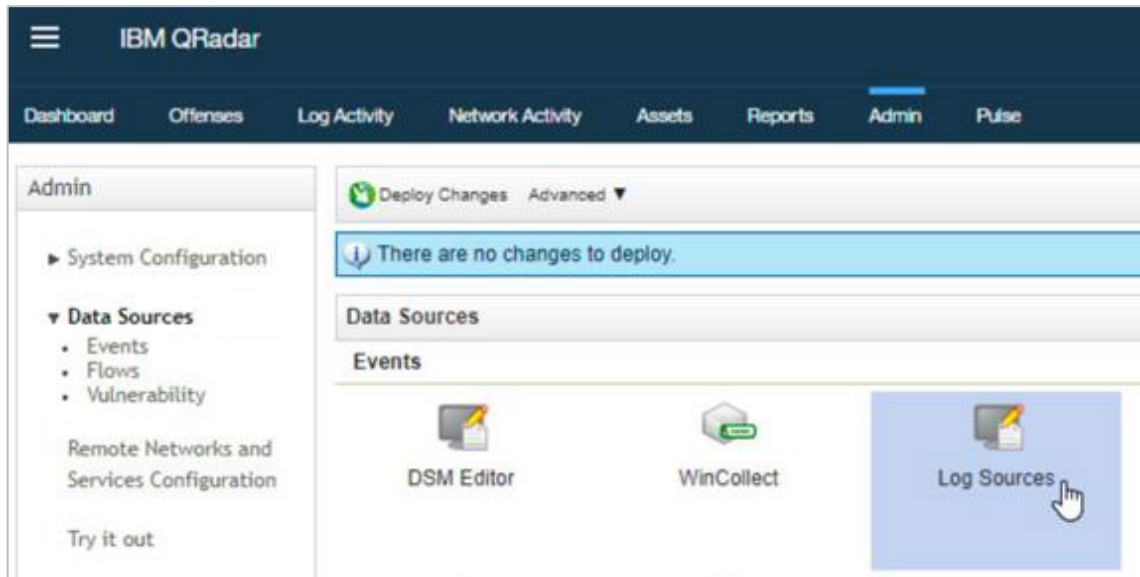 IBM QRadar
Dashboard Offenses Log Activity Network Activity Assets Reports Admin Pulse
Admin
System Configuration
Data Sources
Events
Flows
Vulnerability
Remote Networks and
Services Configuration
Try it out
Deploy Changes Advanced
There are no changes to deploy.
Data Sources
Events
DSM Editor WinCollect Log Sources